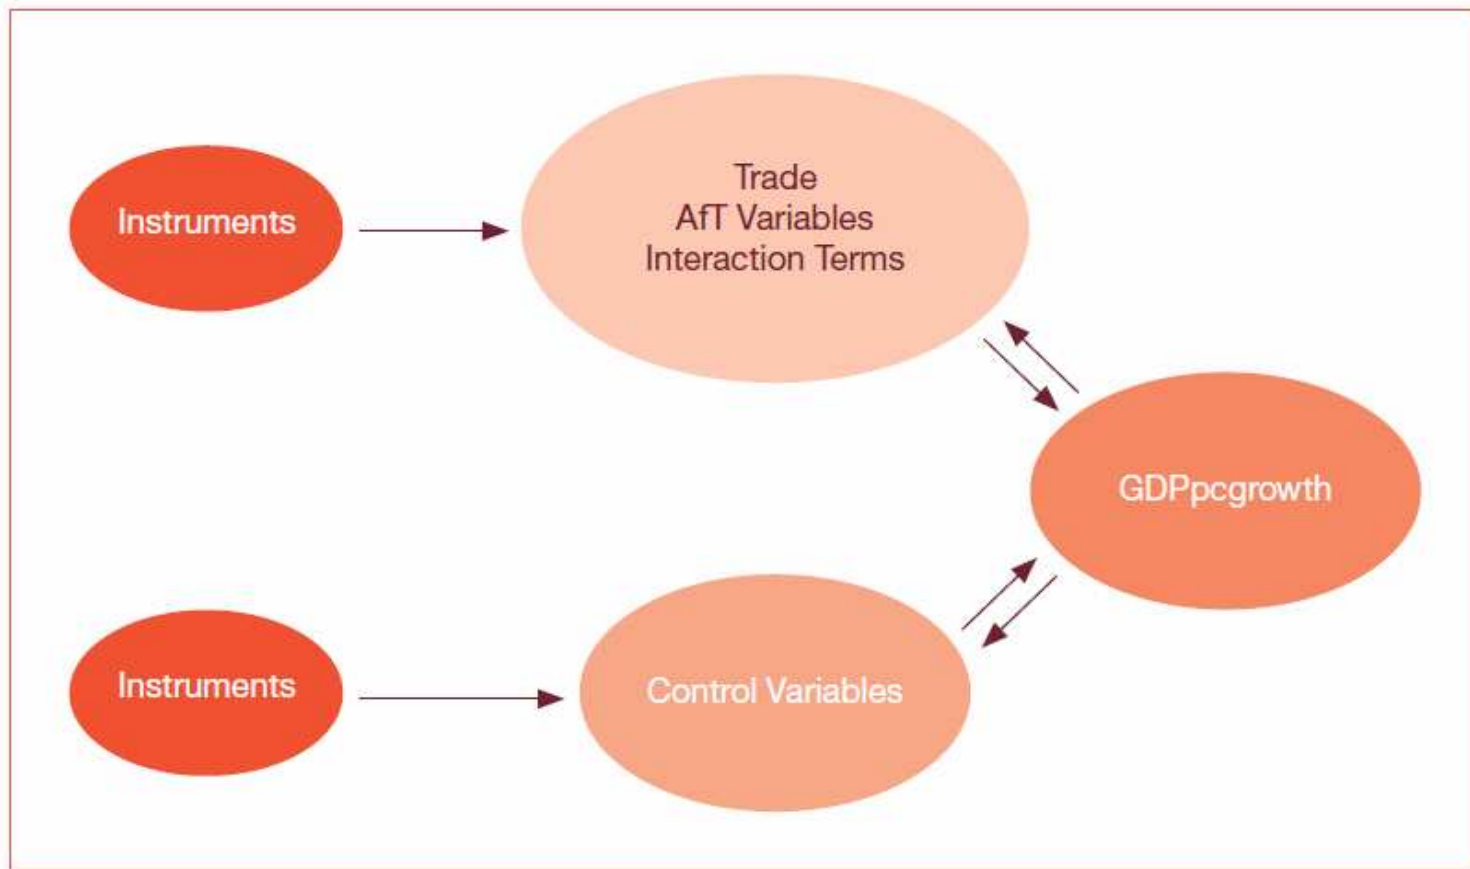 Instruments
Trade
AfT Variables
Interaction Terms
GDPpcgrowth
Instruments
Control Variables